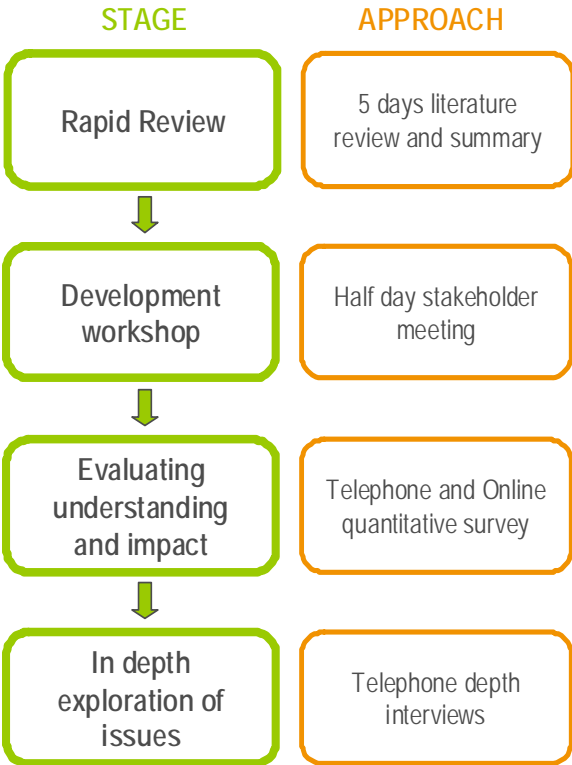 STAGE
APPROACH
Rapid Review
5 days literature
review and summary
Development
workshop
Half day stakeholder
meeting
Evaluating
understanding
and impact
Telephone and Online
quantitative survey
In depth
exploration of
issues
Telephone depth
interviews